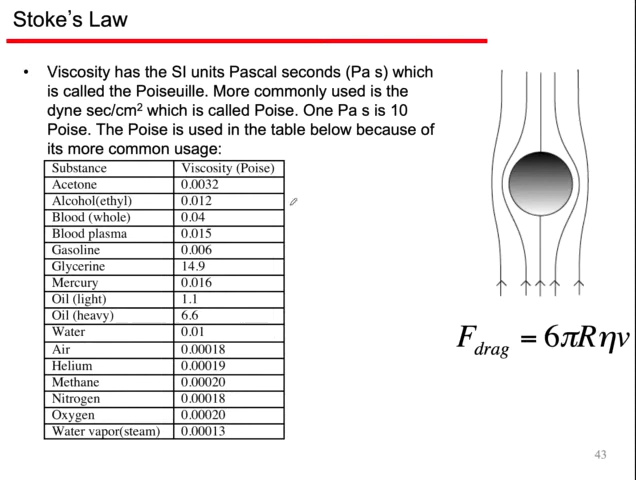 Stoke's Law
• Viscosity has the SI units Pascal seconds (Pa s) which
is called the Poiseuille. More commonly used is the
dyne sec/cm² which is called Poise. One Pa s is 10
Poise. The Poise is used in the table below because of
its more common usage:
Substance Viscosity (Poise)
Acetone 0.0032
Alcohol(ethyl) 0.012
Blood (whole) 0.04
Blood plasma 0.015
Gasoline 0.006
Glycerine 14.9
Mercury 0.016
Oil (light) 1.1
Oil (heavy) 6.6
Water 0.01
Air 0.00018
Helium 0.00019
Methane 0.00020
Nitrogen 0.00018
Oxygen 0.00020
Water vapor(steam) 0.00013
F_drag = 6πRηv
43